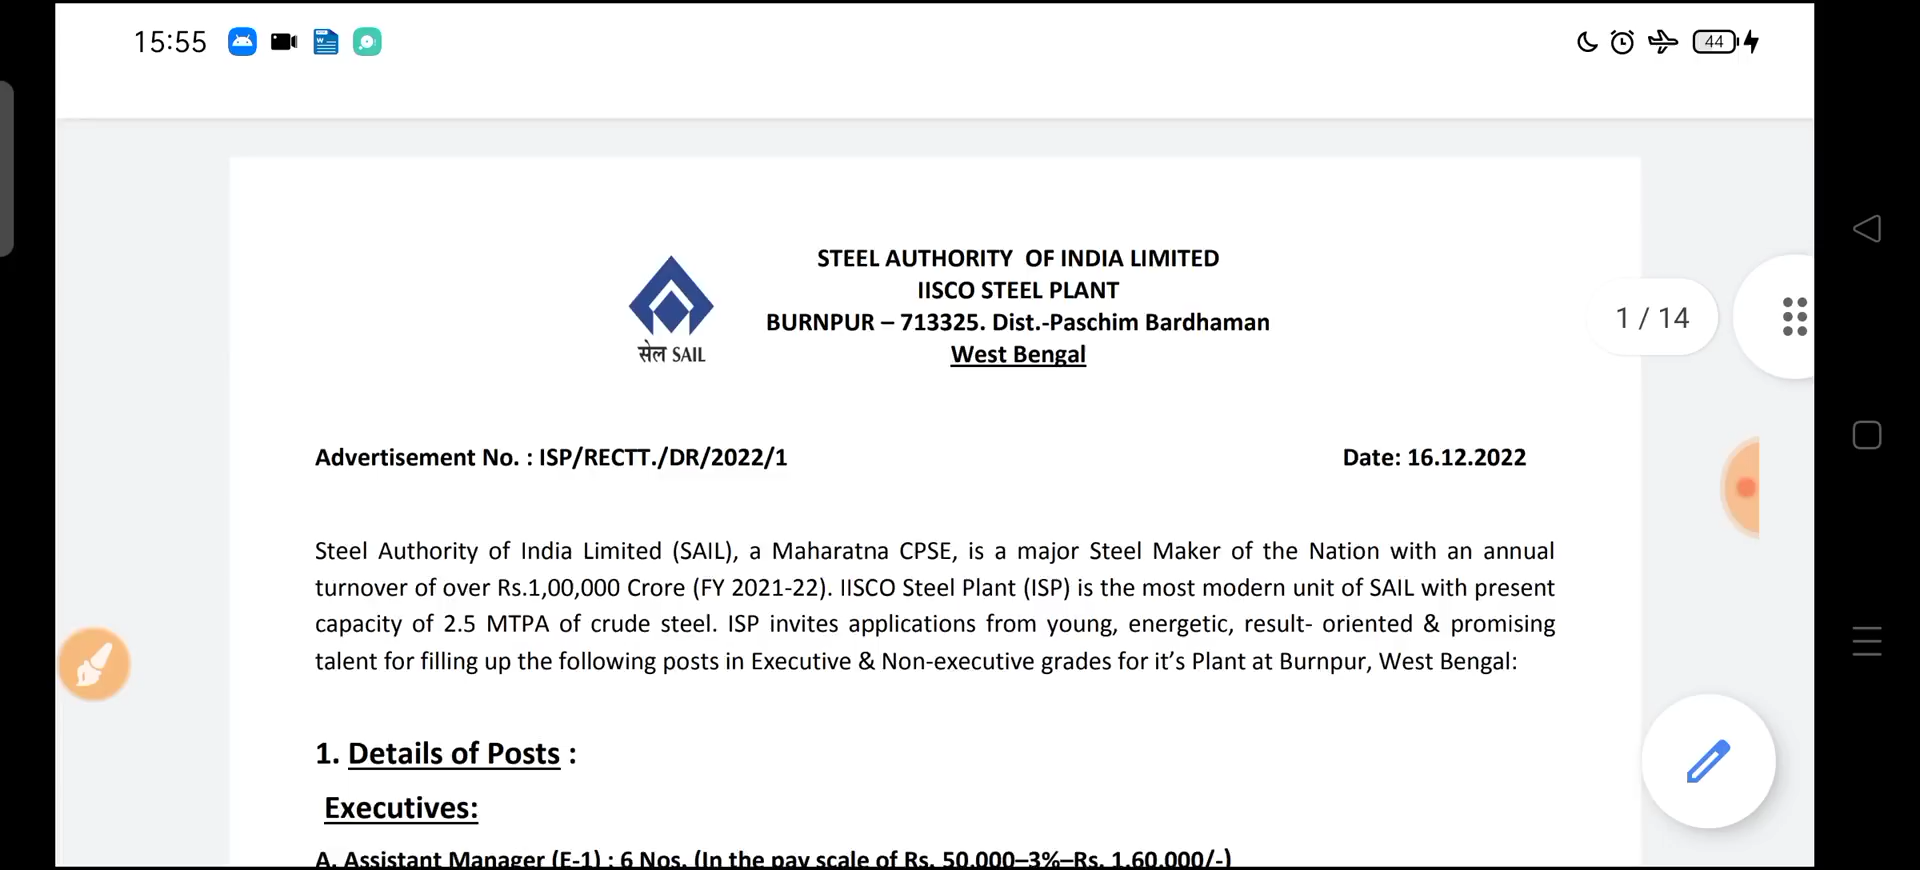 15:55
44
STEEL AUTHORITY OF INDIA LIMITED
IISCO STEEL PLANT
BURNPUR – 713325. Dist.-Paschim Bardhaman
West Bengal
सेल SAIL
1 / 14
Advertisement No. : ISP/RECTT./DR/2022/1 Date: 16.12.2022
Steel Authority of India Limited (SAIL), a Maharatna CPSE, is a major Steel Maker of the Nation with an annual
turnover of over Rs.1,00,000 Crore (FY 2021-22). IISCO Steel Plant (ISP) is the most modern unit of SAIL with present
capacity of 2.5 MTPA of crude steel. ISP invites applications from young, energetic, result- oriented & promising
talent for filling up the following posts in Executive & Non-executive grades for it’s Plant at Burnpur, West Bengal:
1. Details of Posts :
Executives:
A. Assistant Manager (E-1) : 6 Nos. (In the pay scale of Rs. 50,000–3%–Rs. 1,60,000/-)